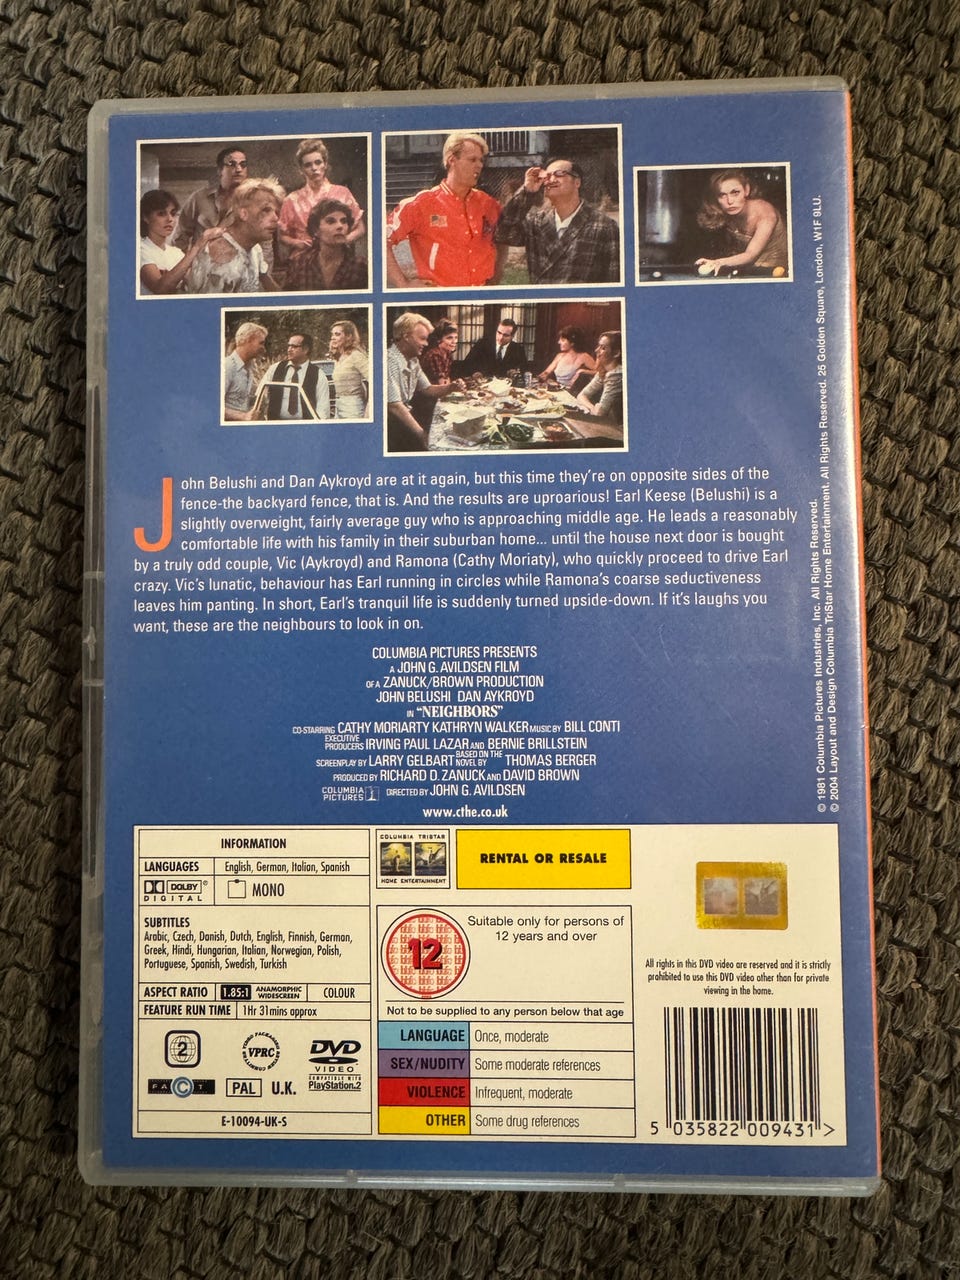 John Belushi and Dan Aykroyd are at it again, but this time they're on opposite sides of the
fence-the backyard fence, that is. And the results are uproarious! Earl Keese (Belushi) is a
slightly overweight, fairly average guy who is approaching middle age. He leads a reasonably
comfortable life with his family in their suburban home... until the house next door is bought
by a truly odd couple, Vic (Aykroyd) and Ramona (Cathy Moriaty), who quickly proceed to drive Earl
crazy. Vic's lunatic, behaviour has Earl running in circles while Ramona's coarse seductiveness
leaves him panting. In short, Earl's tranquil life is suddenly turned upside-down. If it's laughs you
want, these are the neighbours to look in on.
COLUMBIA PICTURES PRESENTS
A JOHN G. AVILDSEN FILM
OF A ZANUCK/BROWN PRODUCTION
JOHN BELUSHI DAN AYKROYD
IN "NEIGHBORS"
CO-STARRING CATHY MORIARTY KATHRYN WALKER MUSIC BY BILL CONTI
EXECUTIVE PRODUCERS IRVING PAUL LAZAR AND BERNIE BRILLSTEIN
SCREENPLAY BY LARRY GELBART BASED ON THE NOVEL BY THOMAS BERGER
PRODUCED BY RICHARD D. ZANUCK AND DAVID BROWN
COLUMBIA PICTURES DIRECTED BY JOHN G. AVILDSEN
www.cthe.co.uk
© 1981 Columbia Pictures Industries, Inc. All Rights Reserved.
© 2004 Layout and Design Columbia TriStar Home Entertainment. All Rights Reserved. 25 Golden Square, London, W1F 9LU.
INFORMATION
LANGUAGES English, German, Italian, Spanish
DOLBY®
DIGITAL
MONO
SUBTITLES
Arabic, Czech, Danish, Dutch, English, Finnish, German,
Greek, Hindi, Hungarian, Italian, Norwegian, Polish,
Portuguese, Spanish, Swedish, Turkish
ASPECT RATIO 1.85:1 ANAMORPHIC WIDESCREEN COLOUR
FEATURE RUN TIME 1Hr 31mins approx
2
VIDEO PACKAGING REVIEW COMMITTEE
VPRC
DVD
VIDEO
COMPATIBLE WITH
PlayStation.2
FACT
PAL U.K.
E-10094-UK-S
COLUMBIA TRISTAR
HOME ENTERTAINMENT
RENTAL OR RESALE
12
Suitable only for persons of
12 years and over
Not to be supplied to any person below that age
LANGUAGE Once, moderate
SEX/NUDITY Some moderate references
VIOLENCE Infrequent, moderate
OTHER Some drug references
All rights in this DVD video are reserved and it is strictly
prohibited to use this DVD video other than for private
viewing in the home.
5 035822 009431 >